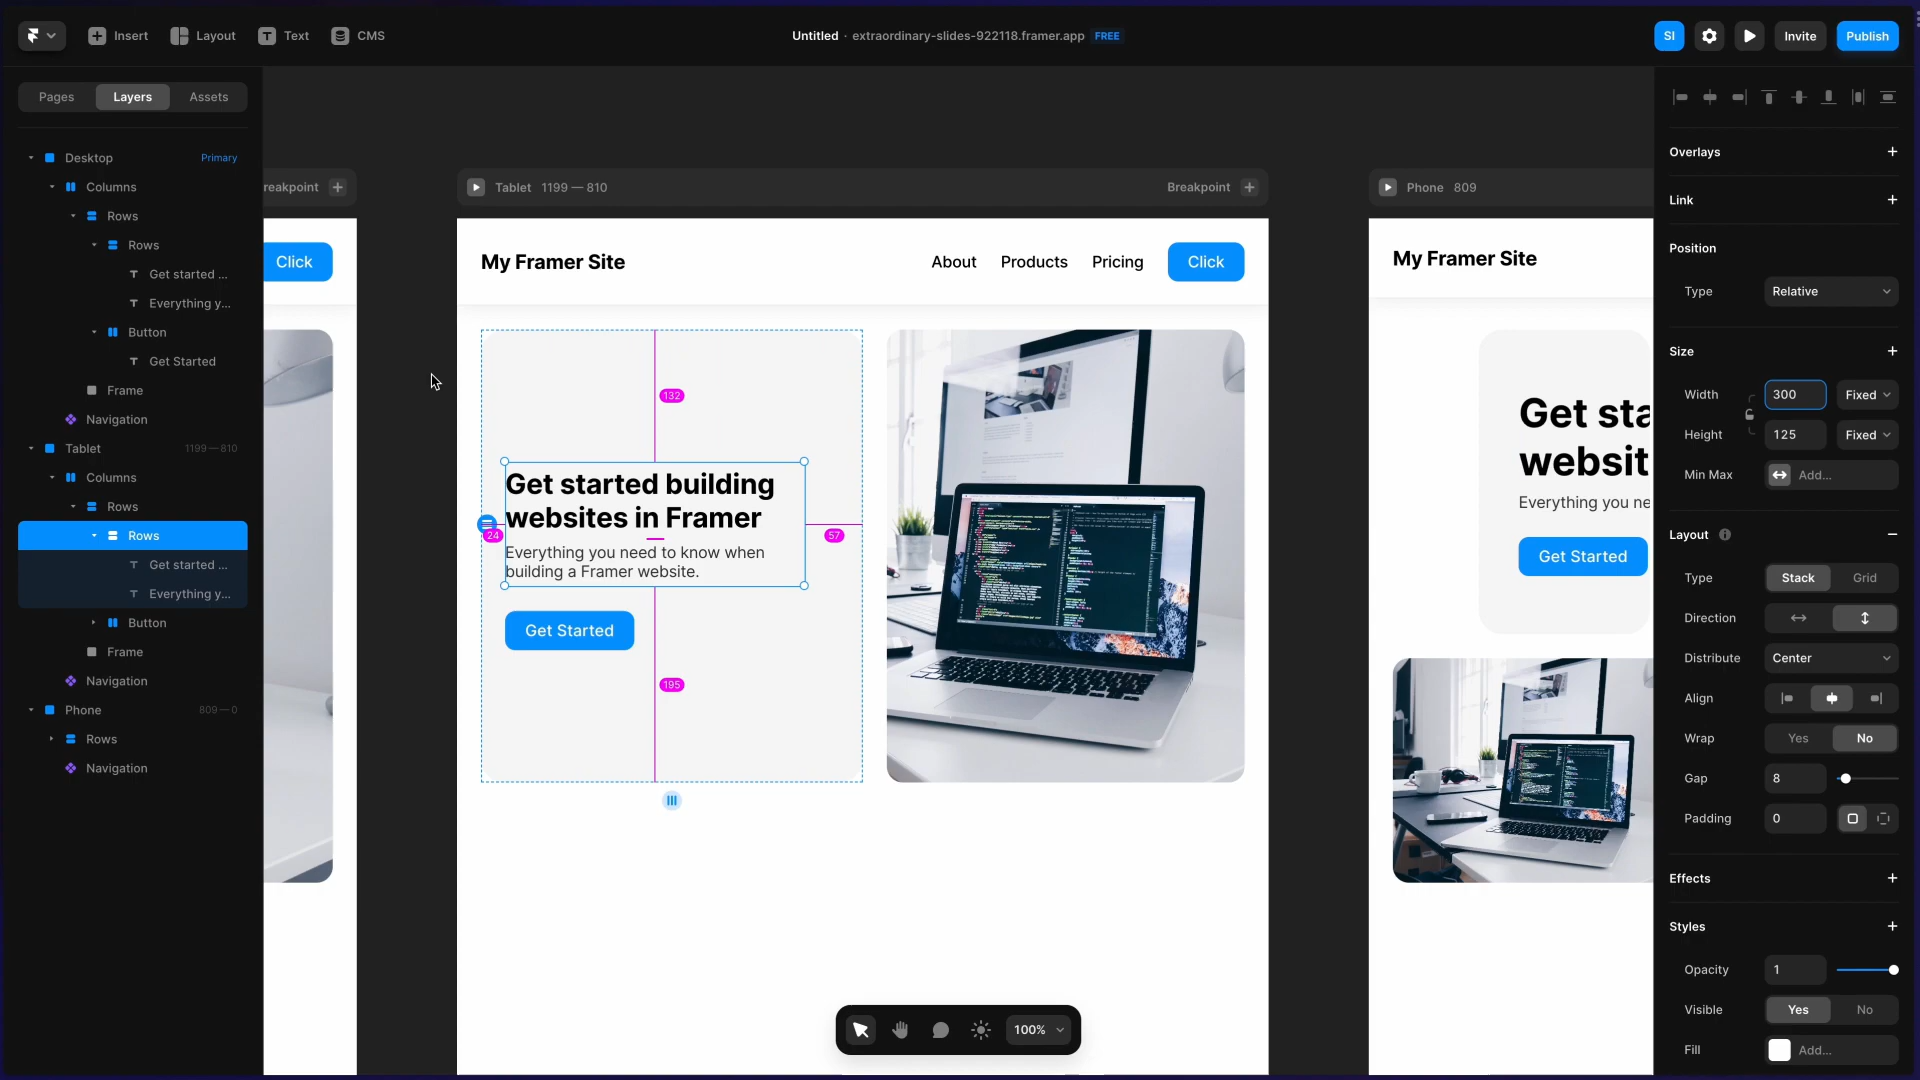 Insert
Layout
Text
CMS
Untitled · extraordinary-slides-922118.framer.app FREE
SI
Invite
Publish
Pages
Layers
Assets
Desktop
Primary
Columns
Rows
Rows
Get started ...
Everything y...
Button
Get Started
Frame
Navigation
Tablet
1199—810
Columns
Rows
Rows
Get started ...
Everything y...
Button
Frame
Navigation
Phone
809—0
Rows
Navigation
reakpoint
Click
Tablet 1199 — 810
Breakpoint
My Framer Site
About
Products
Pricing
Click
132
Get started building
websites in Framer
24
57
Everything you need to know when
building a Framer website.
Get Started
195
Phone 809
My Framer Site
Get sta
websit
Everything you ne
Get Started
100%
Overlays
Link
Position
Type
Relative
Size
Width
300
Fixed
Height
125
Fixed
Min Max
Add...
Layout
Type
Stack
Grid
Direction
Distribute
Center
Align
Wrap
Yes
No
Gap
8
Padding
0
Effects
Styles
Opacity
1
Visible
Yes
No
Fill
Add...